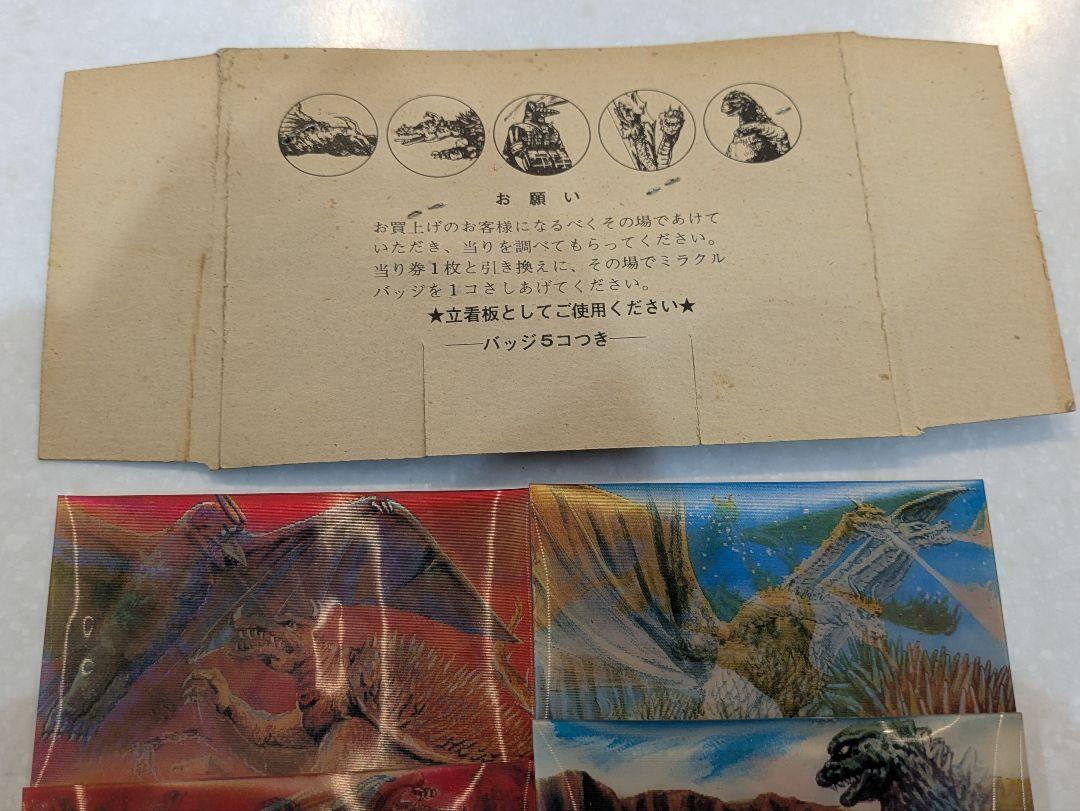 お願い
お買上げのお客様になるべくその場であけて
いただき、当りを調べてもらってください。
当り券1枚と引き換えに、その場でミラクル
バッジを1コさしあげてください。
★立看板としてご使用ください★
──バッジ5コつき──